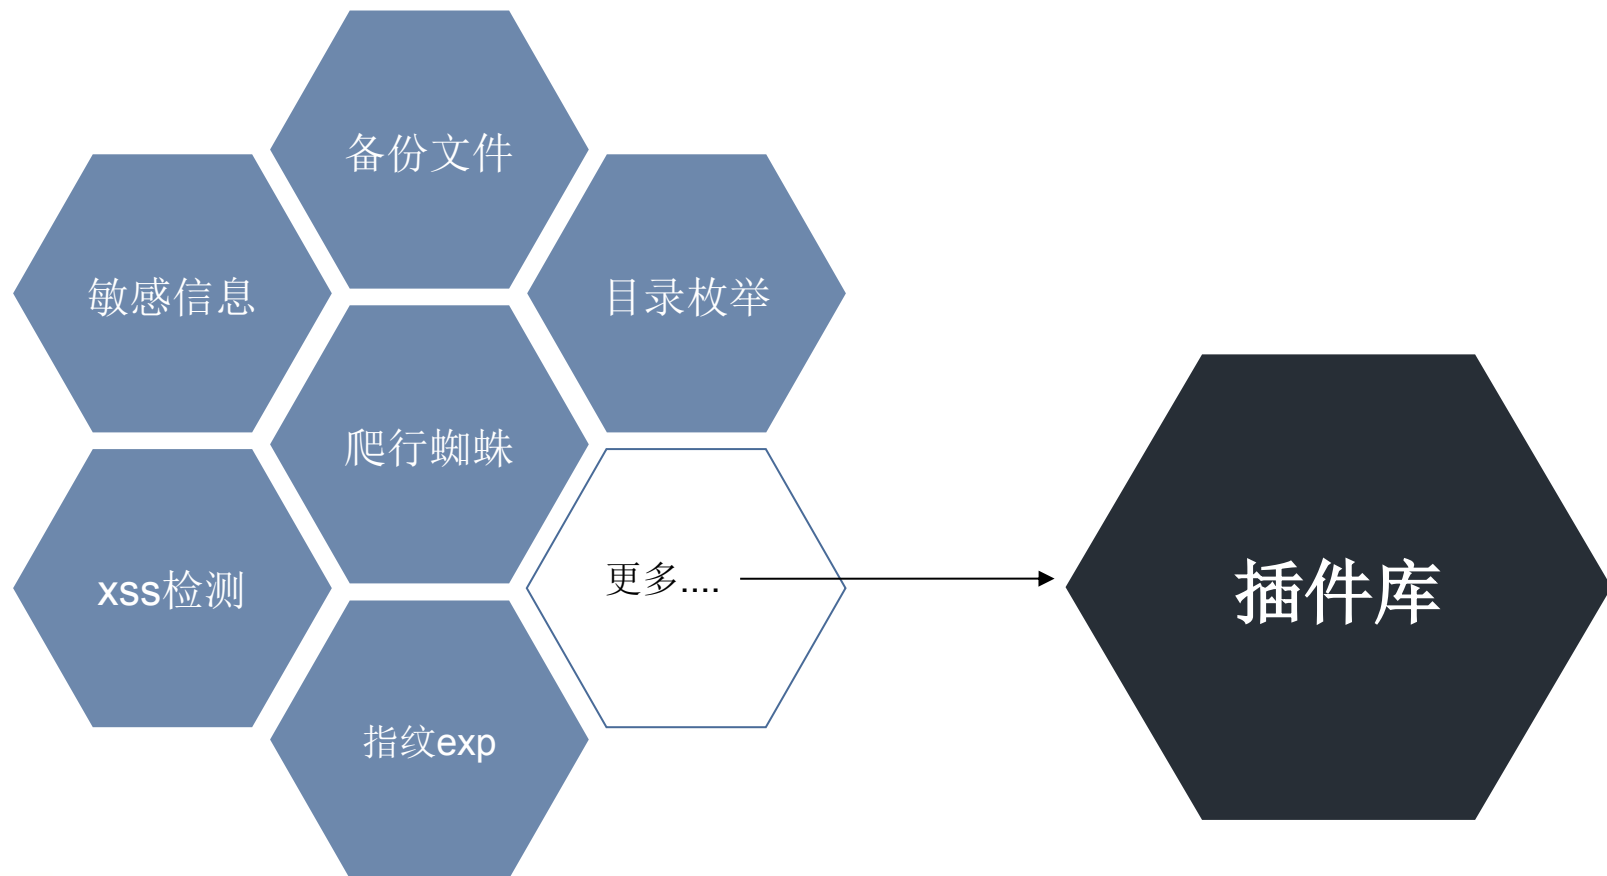 备份文件
敏感信息
目录枚举
爬行蜘蛛
xss检测
更多....
插件库
指纹exp